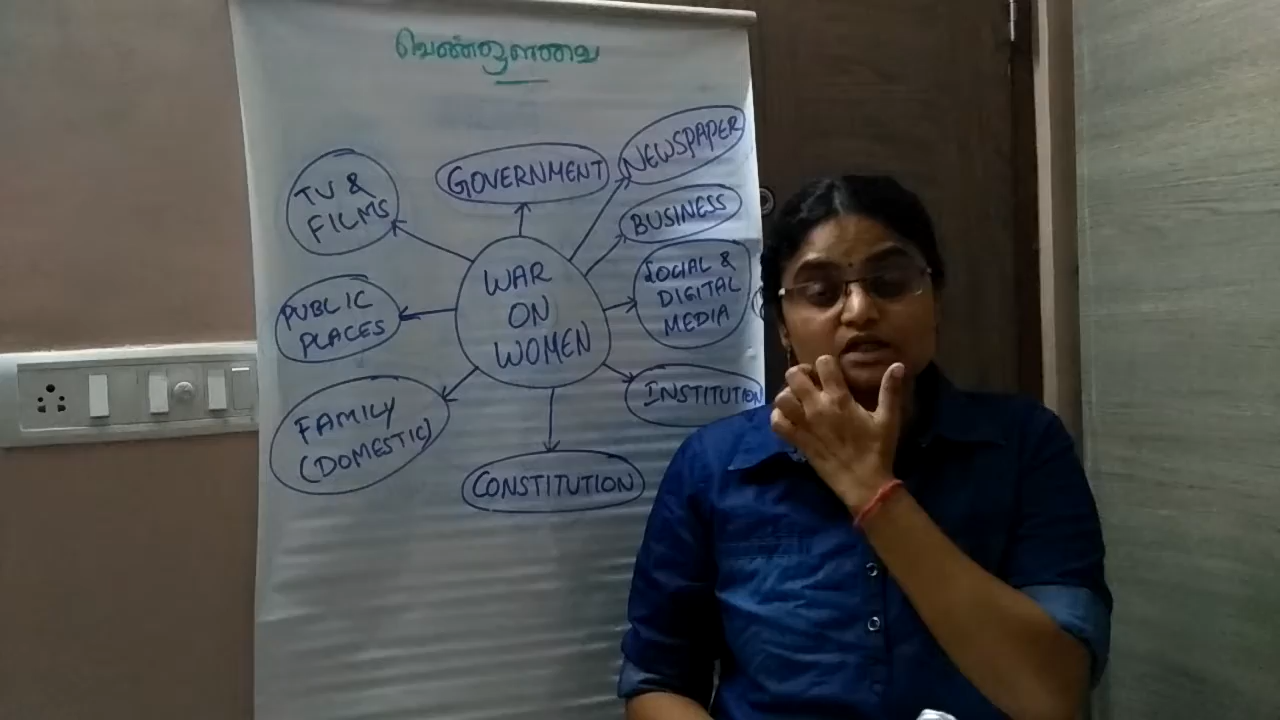 NEWSPAPER
GOVERNMENT
TV &
FILMS
BUSINESS
WAR
ON
WOMEN
SOCIAL &
DIGITAL
MEDIA
PUBLIC
PLACES
INSTITUTION
FAMILY
(DOMESTIC)
CONSTITUTION